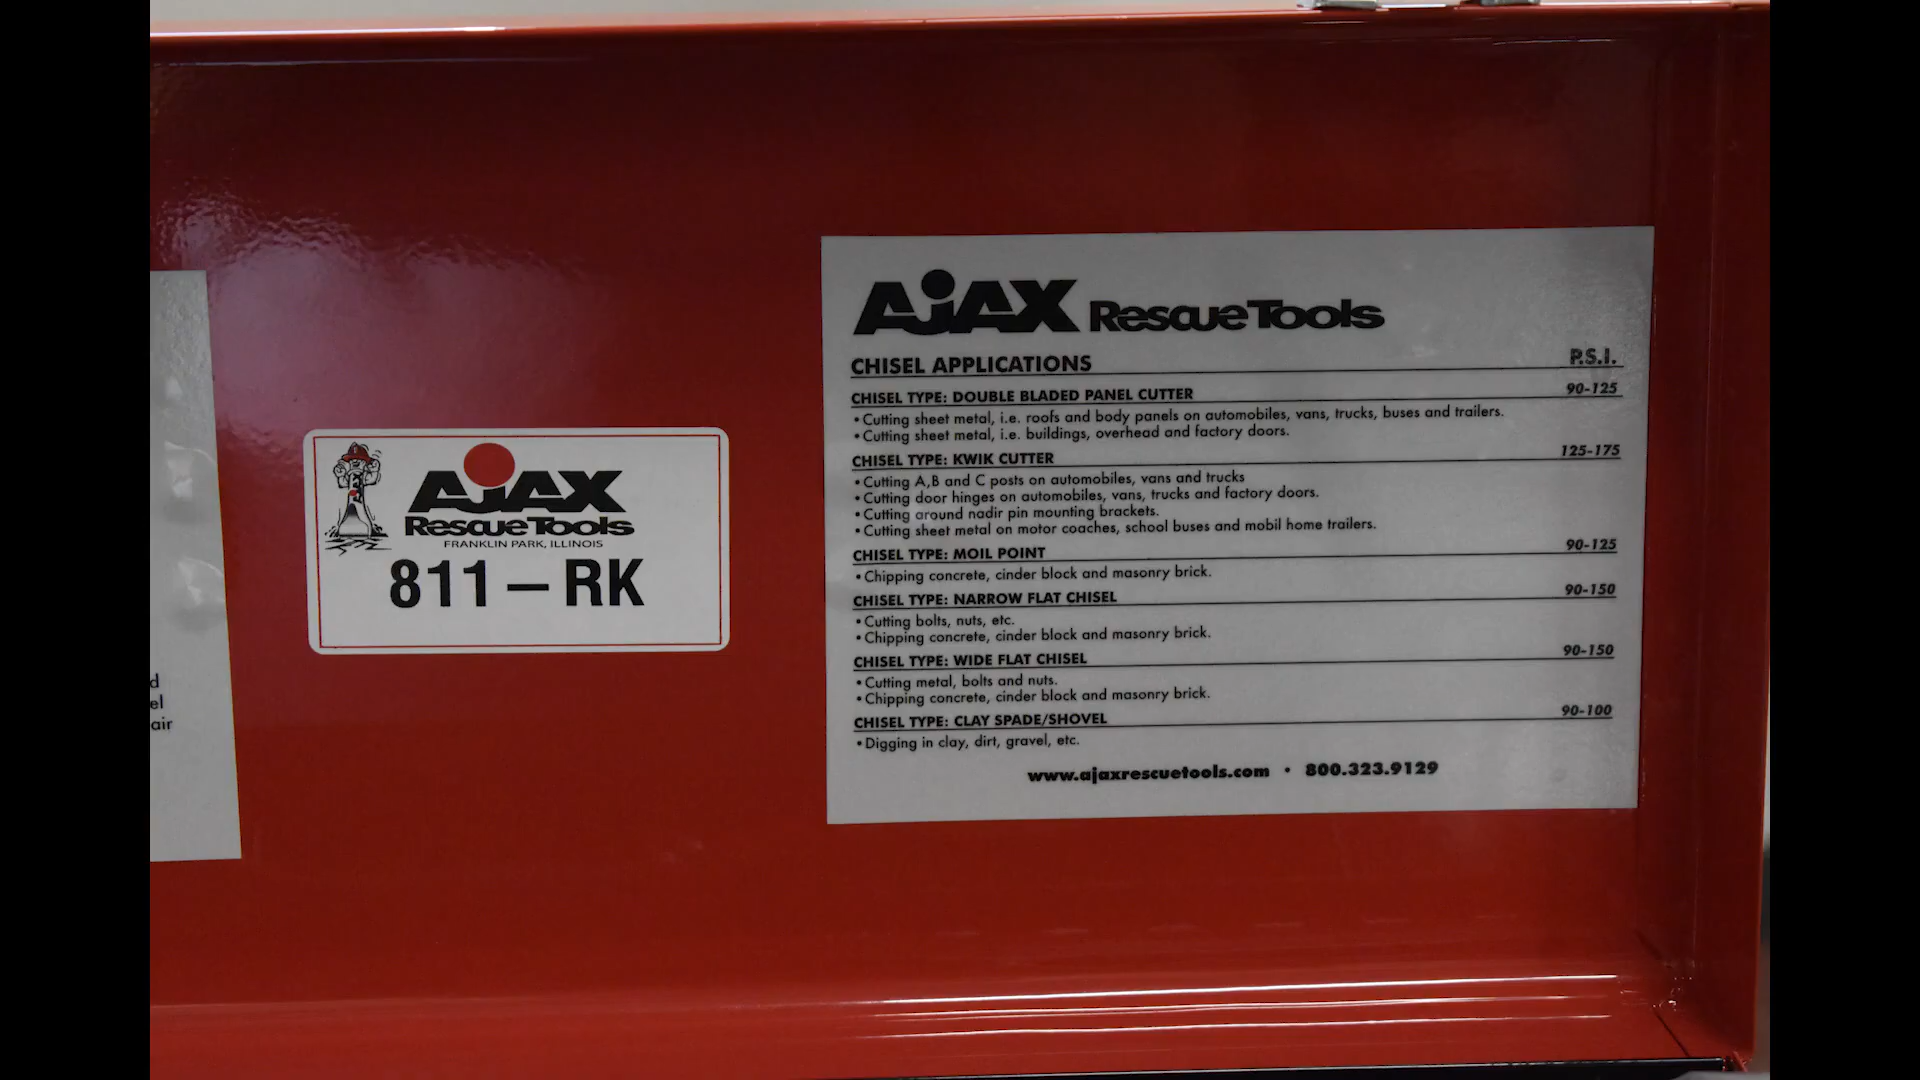 d
el
air
AJAX
Rescue Tools
FRANKLIN PARK, ILLINOIS
811-RK
AJAX Rescue Tools
CHISEL APPLICATIONS P.S.I.
CHISEL TYPE: DOUBLE BLADED PANEL CUTTER 90-125
• Cutting sheet metal, i.e. roofs and body panels on automobiles, vans, trucks, buses and trailers.
• Cutting sheet metal, i.e. buildings, overhead and factory doors.
CHISEL TYPE: KWIK CUTTER 125-175
• Cutting A,B and C posts on automobiles, vans and trucks
• Cutting door hinges on automobiles, vans, trucks and factory doors.
• Cutting around nadir pin mounting brackets.
• Cutting sheet metal on motor coaches, school buses and mobil home trailers.
CHISEL TYPE: MOIL POINT 90-125
• Chipping concrete, cinder block and masonry brick.
CHISEL TYPE: NARROW FLAT CHISEL 90-150
• Cutting bolts, nuts, etc.
• Chipping concrete, cinder block and masonry brick.
CHISEL TYPE: WIDE FLAT CHISEL 90-150
• Cutting metal, bolts and nuts.
• Chipping concrete, cinder block and masonry brick.
CHISEL TYPE: CLAY SPADE/SHOVEL 90-100
• Digging in clay, dirt, gravel, etc.
www.ajaxrescuetools.com • 800.323.9129